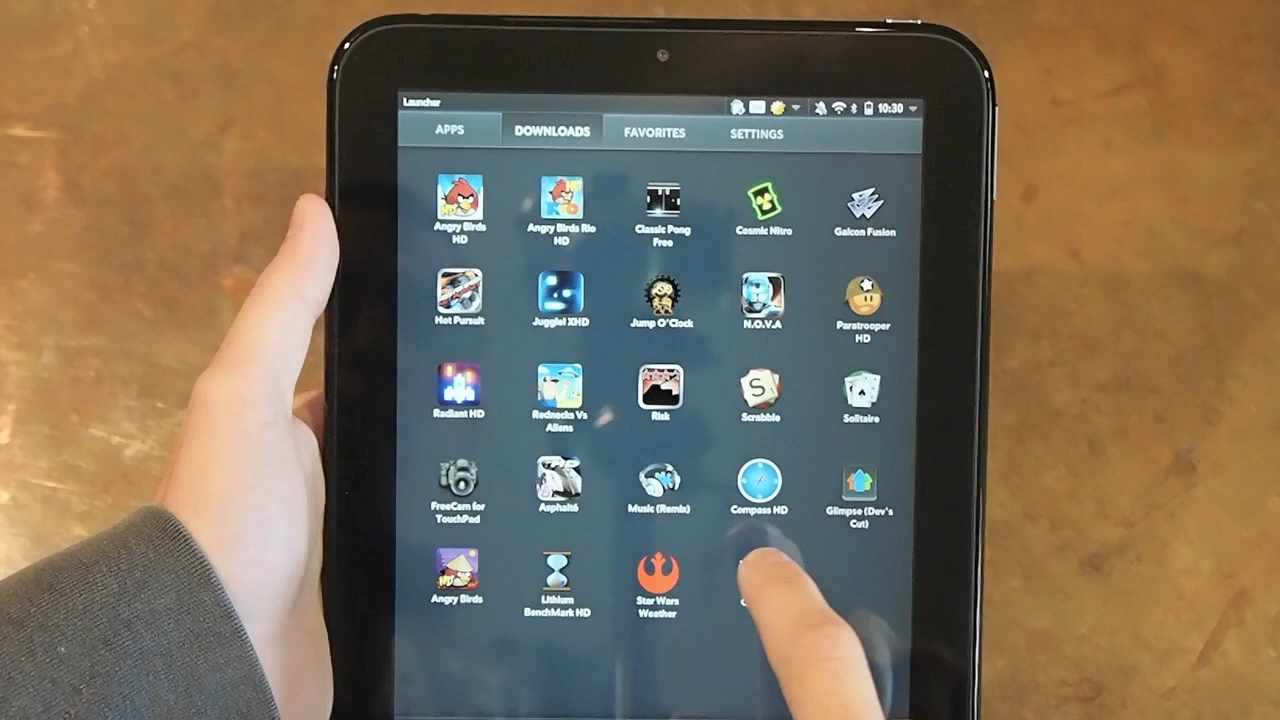 Launcher
10:30
APPS DOWNLOADS FAVORITES SETTINGS
Angry Birds
HD
Angry Birds Rio
HD
Classic Pong
Free
Cosmic Nitro
Galcon Fusion
Hot Pursuit
Juggle! XHD
Jump O'Clock
N.O.V.A
Paratrooper
HD
Radiant HD
Rednecks Vs
Aliens
Risk
S
Scrabble
Solitaire
FreeCam for
TouchPad
Asphalt6
Music (Remix)
Compass HD
Glimpse (Dev's
Cut)
Angry Birds
Lithium
BenchMark HD
Star Wars
Weather